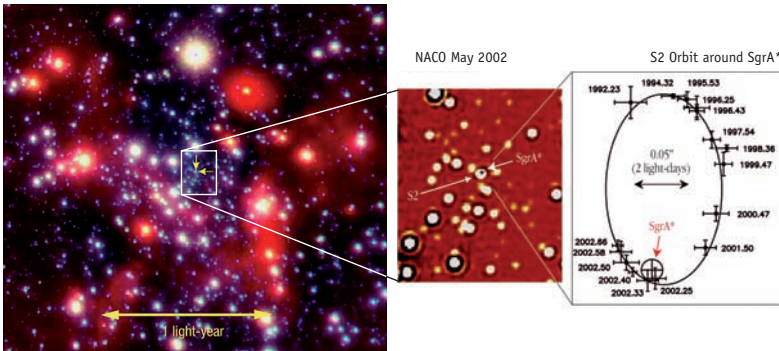 1 light-year
NACO May 2002
SgrA*
S2
S2 Orbit around SgrA*
1992.23
1994.32
1995.53
1996.25
1996.43
1997.54
1998.36
1999.47
0.05"
(2 light-days)
2000.47
SgrA*
2001.50
2002.66
2002.58
2002.50
2002.40
2002.33
2002.25